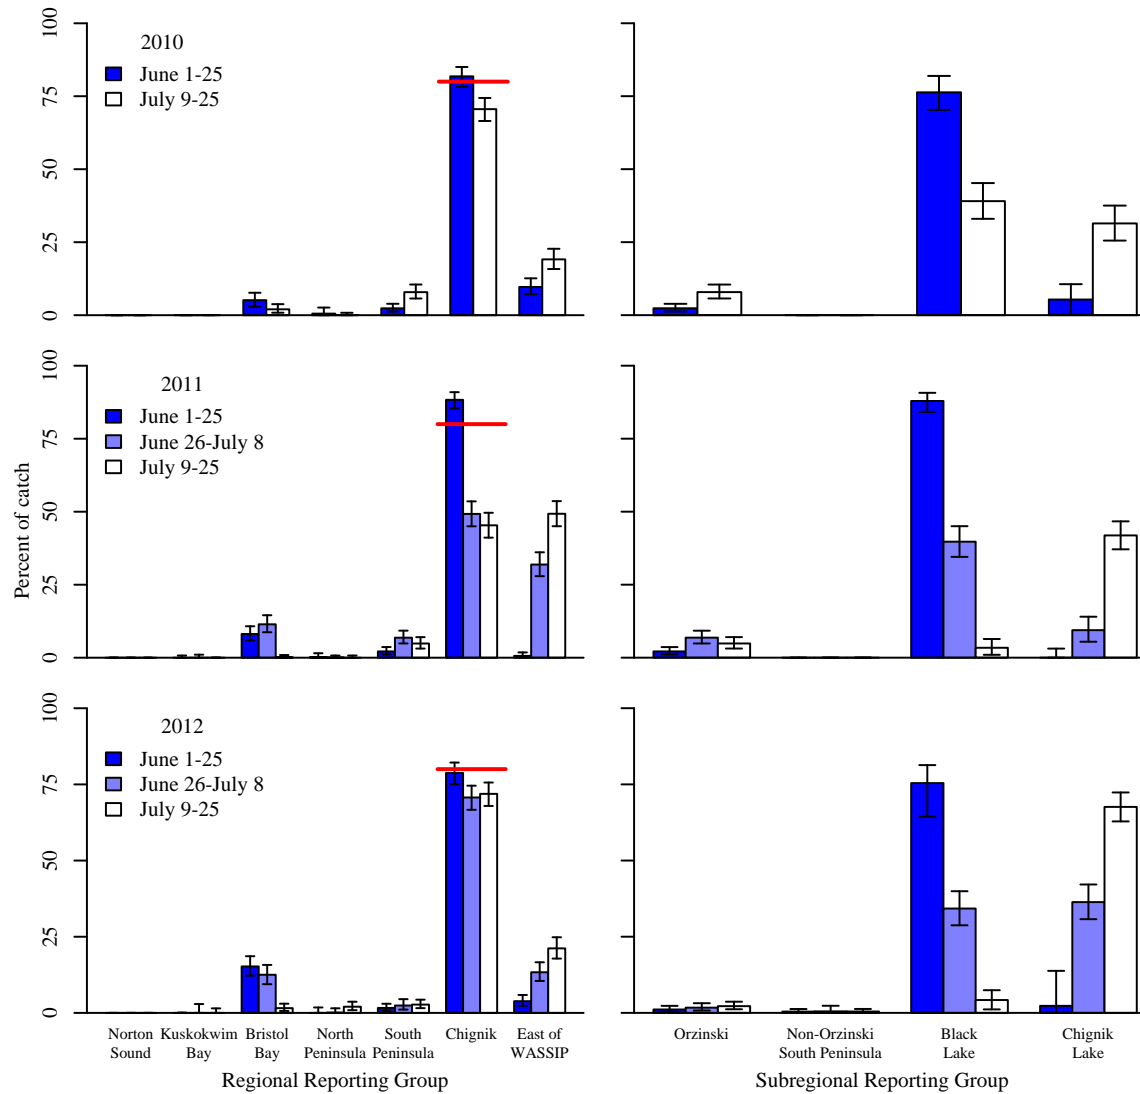 2010
June 1-25
July 9-25
0
25
50
75
100
2011
June 1-25
June 26-July 8
July 9-25
0
25
50
75
100
Percent of catch
2012
June 1-25
June 26-July 8
July 9-25
0
25
50
75
100
Norton Sound
Kuskokwim Bay
Bristol Bay
North Peninsula
South Peninsula
Chignik
East of WASSIP
Regional Reporting Group
Orzinski
Non-Orzinski South Peninsula
Black Lake
Chignik Lake
Subregional Reporting Group